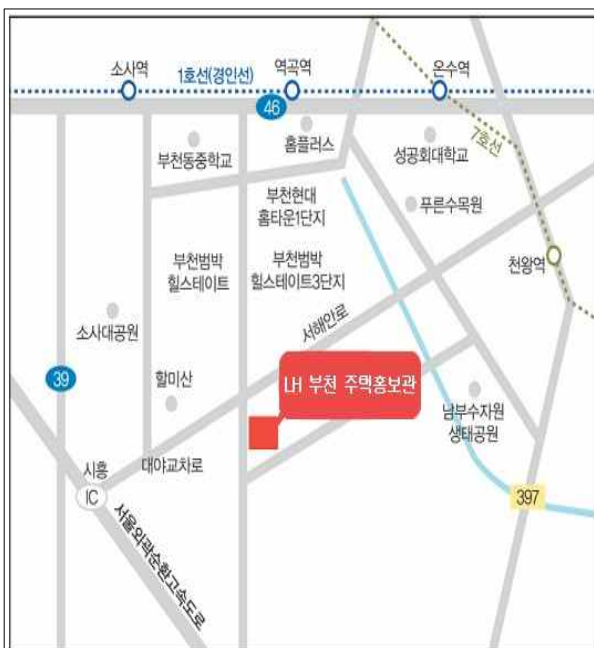 소사역
1호선(경인선)
역곡역
온수역
46
부천동중학교
홈플러스
성공회대학교
7호선
부천현대
홈타운1단지
푸른수목원
부천범박
힐스테이트
부천범박
힐스테이트3단지
천왕역
소사대공원
서해안로
39
할미산
LH 부천 주택홍보관
남부수자원
생태공원
시흥
IC
대야교차로
397
서울외곽순환고속도로